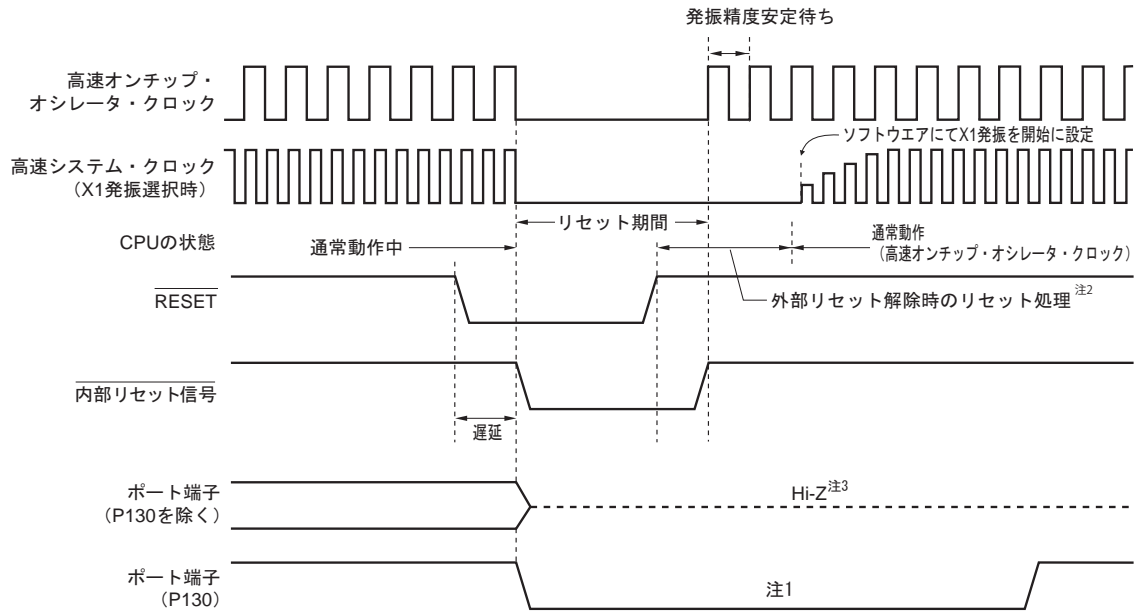 発振精度安定待ち
高速オンチップ・
オシレータ・クロック
ソフトウエアにてX1発振を開始に設定
高速システム・クロック
（X1発振選択時）
リセット期間
CPUの状態
通常動作中
通常動作
（高速オンチップ・オシレータ・クロック）
RESET
外部リセット解除時のリセット処理注2
内部リセット信号
遅延
ポート端子
（P130を除く）
Hi-Z注3
ポート端子
（P130）
注1